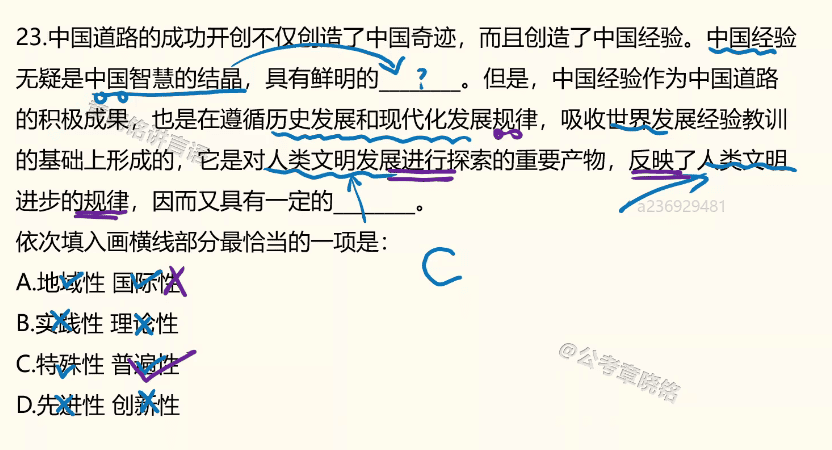 23.中国道路的成功开创不仅创造了中国奇迹，而且创造了中国经验。中国经验
无疑是中国智慧的结晶，具有鲜明的________。但是，中国经验作为中国道路
?
的积极成果，也是在遵循历史发展和现代化发展规律，吸收世界发展经验教训
的基础上形成的，它是对人类文明发展进行探索的重要产物，反映了人类文明
进步的规律，因而又具有一定的________。
a236929481
依次填入画横线部分最恰当的一项是：
C
A.地域性 国际性
B.实践性 理论性
C.特殊性 普遍性
D.先进性 创新性
@公考章晓铭